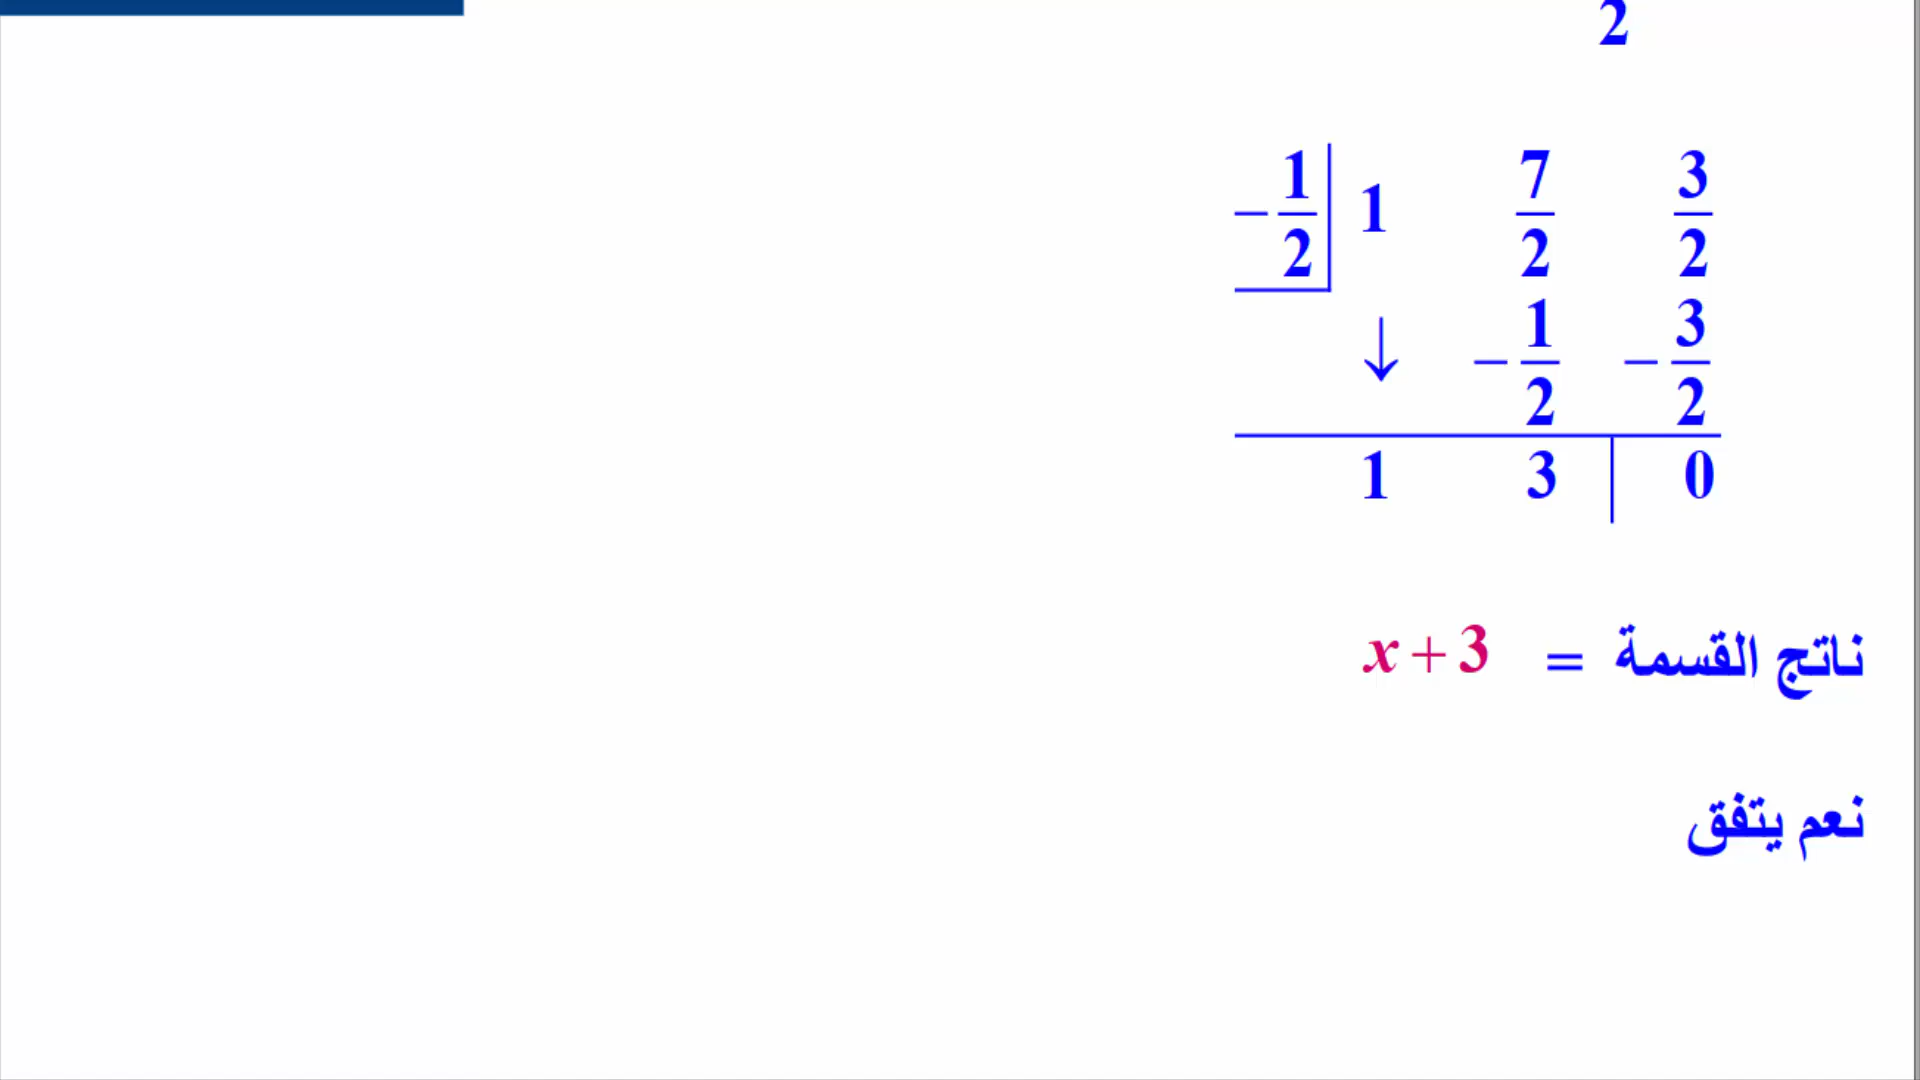 2
-1/2 | 1 7/2 3/2
↓ -1/2 -3/2
1 3 | 0
ناتج القسمة = x+3
نعم يتفق